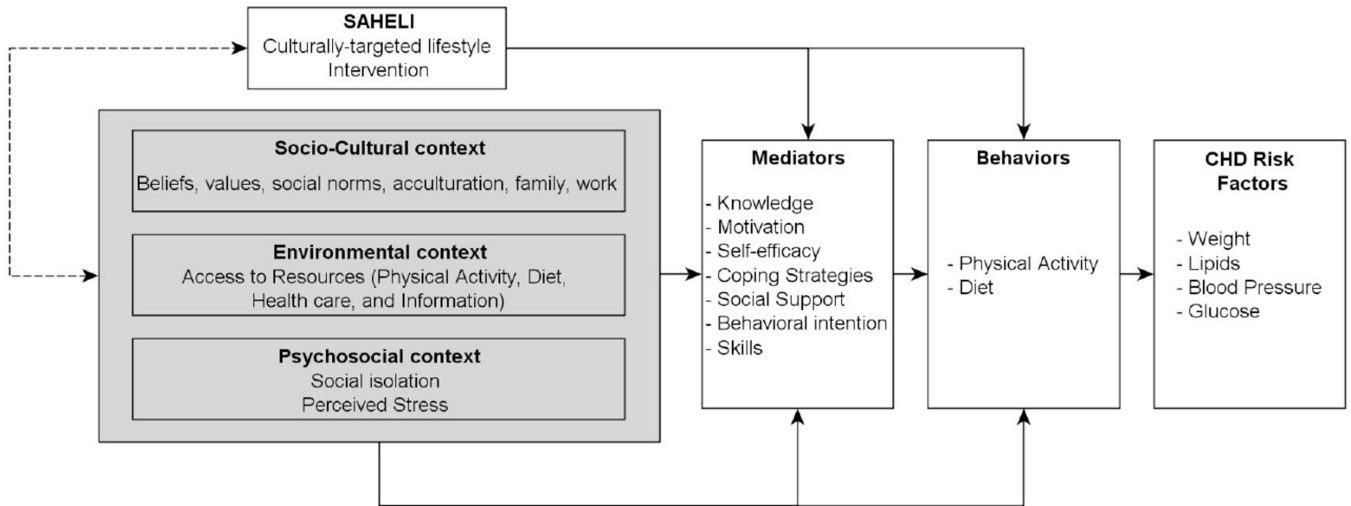 SAHELI
Culturally-targeted lifestyle
Intervention
Socio-Cultural context
Beliefs, values, social norms, acculturation, family, work
Environmental context
Access to Resources (Physical Activity, Diet,
Health care, and Information)
Psychosocial context
Social isolation
Perceived Stress
Mediators
- Knowledge
- Motivation
- Self-efficacy
- Coping Strategies
- Social Support
- Behavioral intention
- Skills
Behaviors
- Physical Activity
- Diet
CHD Risk
Factors
- Weight
- Lipids
- Blood Pressure
- Glucose